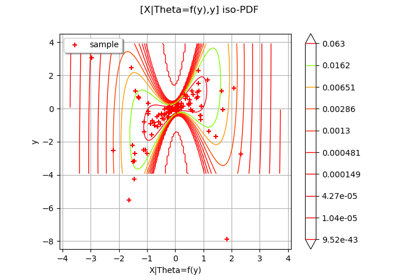 [X|Theta=f(y),y] iso-PDF
sample
4
2
0
−2
−4
−6
−8
y
−4 −3 −2 −1 0 1 2 3 4
X|Theta=f(y)
0.063
0.0162
0.00651
0.00286
0.0013
0.000481
0.000149
4.27e-05
1.04e-05
9.52e-43